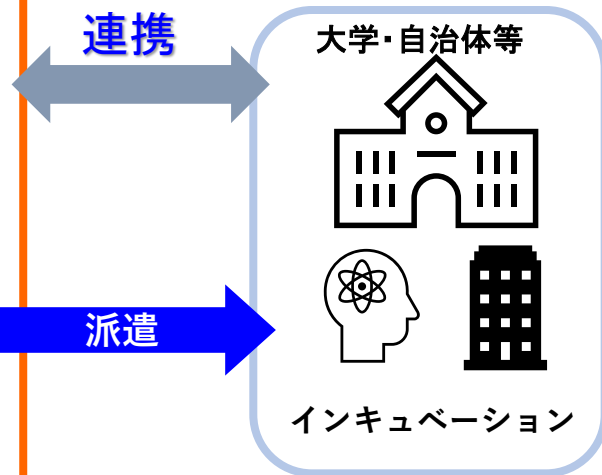 連携
大学・自治体等
派遣
インキュベーション